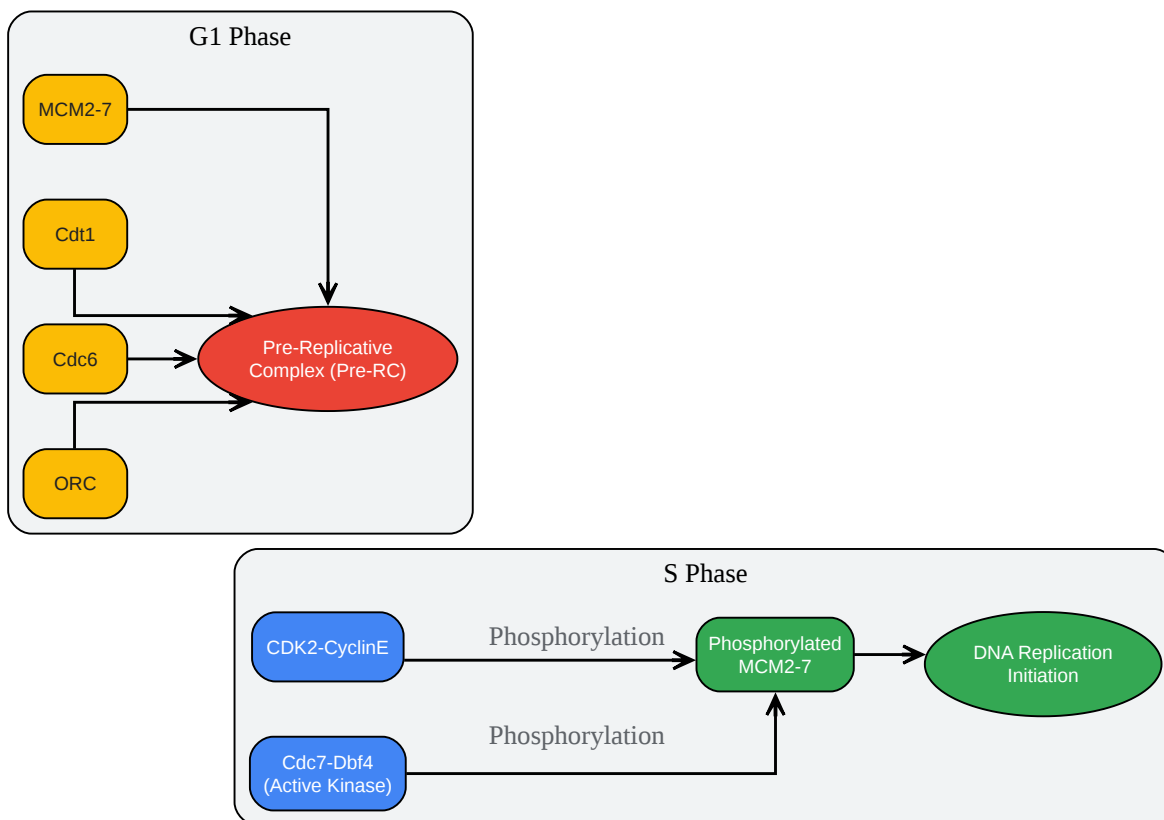 G1 Phase
MCM2-7
Cdt1
Cdc6
Pre-Replicative
Complex (Pre-RC)
ORC
S Phase
CDK2-CyclinE
Phosphorylation
Phosphorylated
MCM2-7
DNA Replication
Initiation
Cdc7-Dbf4
(Active Kinase)
Phosphorylation